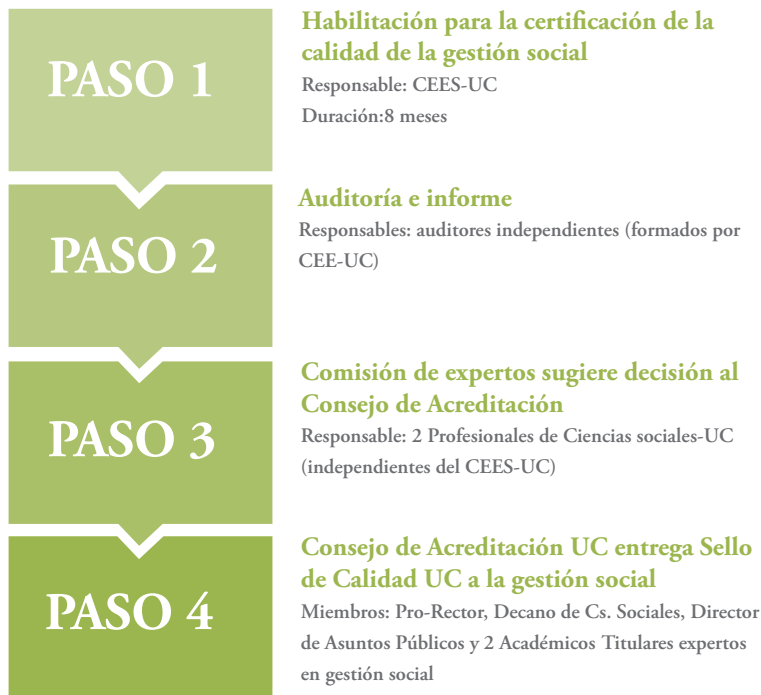 PASO 1
Habilitación para la certificación de la
calidad de la gestión social
Responsable: CEES-UC
Duración:8 meses
PASO 2
Auditoría e informe
Responsables: auditores independientes (formados por
CEE-UC)
PASO 3
Comisión de expertos sugiere decisión al
Consejo de Acreditación
Responsable: 2 Profesionales de Ciencias sociales-UC
(independientes del CEES-UC)
PASO 4
Consejo de Acreditación UC entrega Sello
de Calidad UC a la gestión social
Miembros: Pro-Rector, Decano de Cs. Sociales, Director
de Asuntos Públicos y 2 Académicos Titulares expertos
en gestión social